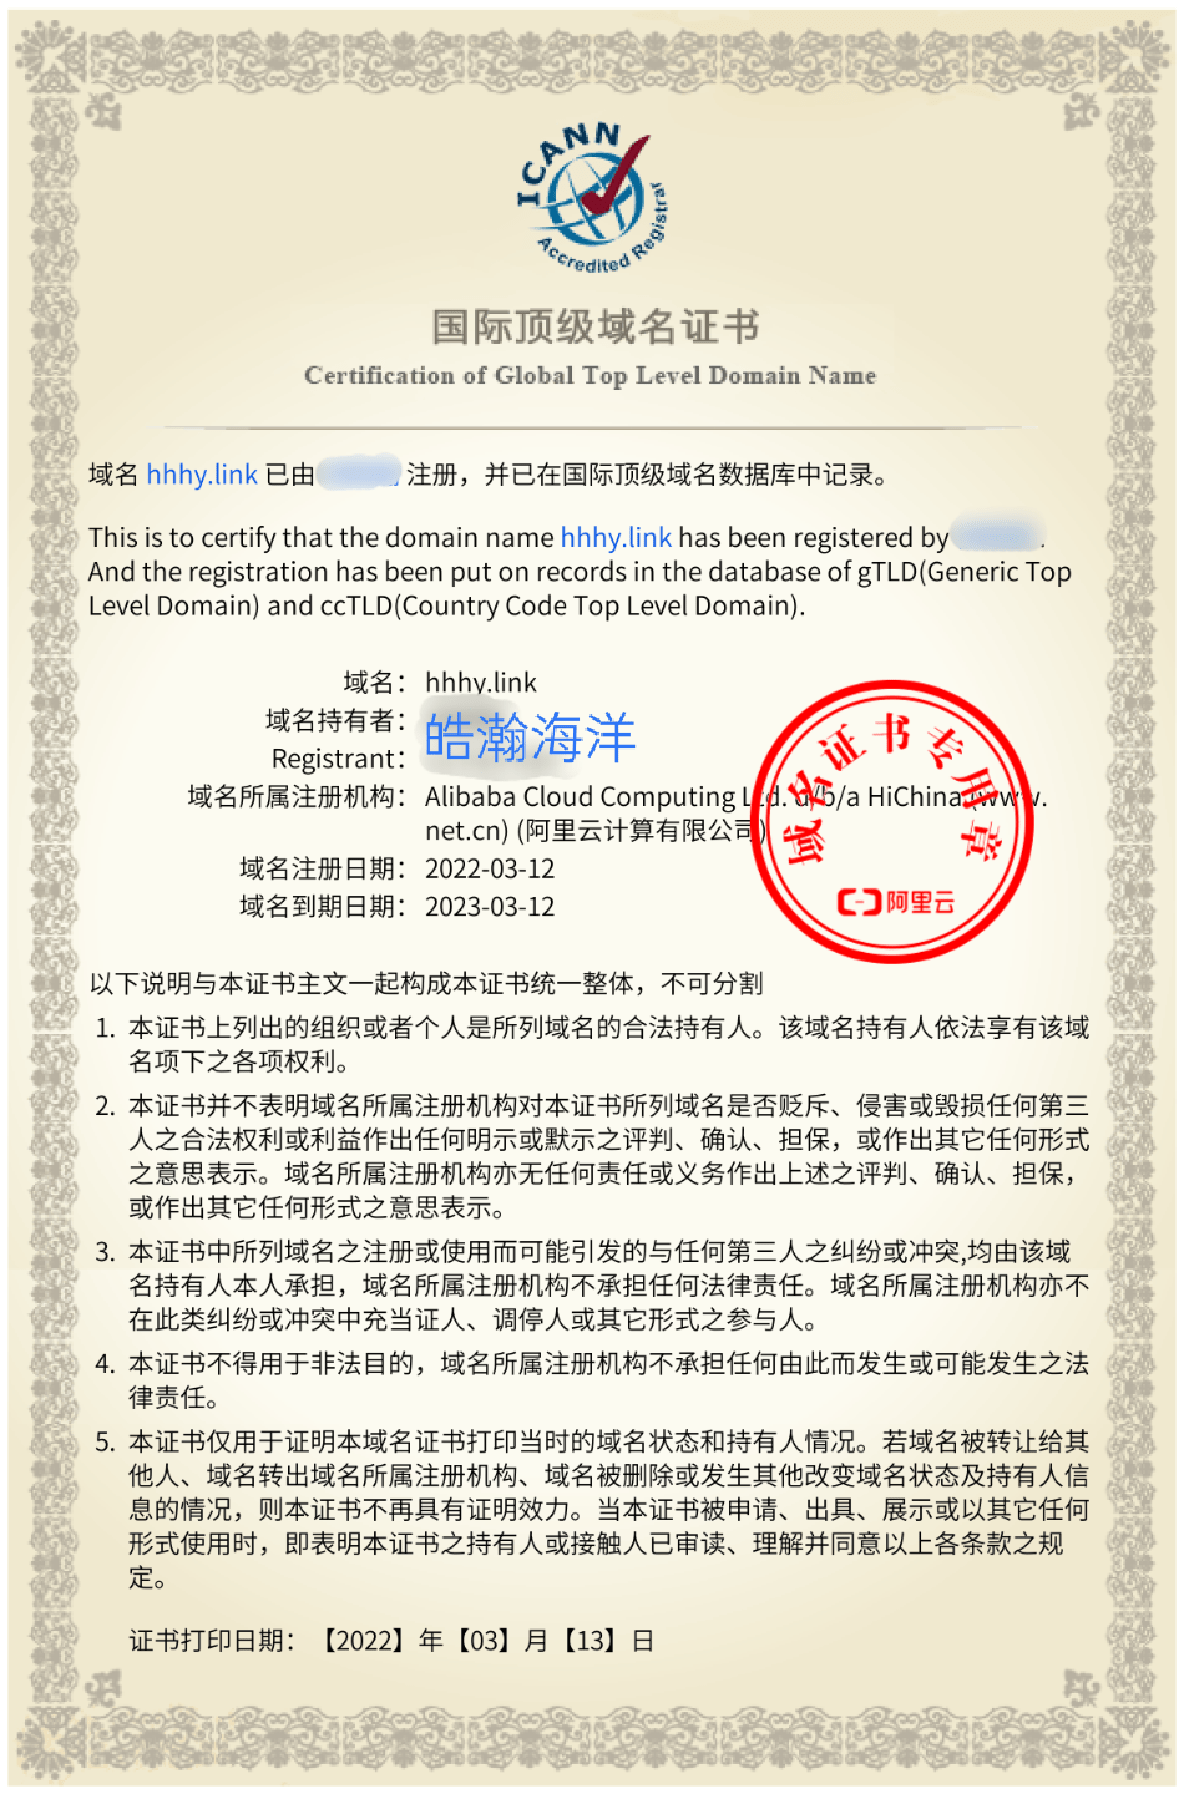 ICANN
Accredited Registrar
国际顶级域名证书
Certification of Global Top Level Domain Name
域名 hhhy.link 已由 注册，并已在国际顶级域名数据库中记录。
This is to certify that the domain name hhhy.link has been registered by .
And the registration has been put on records in the database of gTLD(Generic Top
Level Domain) and ccTLD(Country Code Top Level Domain).
域名： hhhy.link
域名持有者：
皓瀚海洋
Registrant：
域名所属注册机构： Alibaba Cloud Computing Ltd. d/b/a HiChina (www.
net.cn) (阿里云计算有限公司)
域名注册日期： 2022-03-12
域名到期日期： 2023-03-12
域名证书专用章
阿里云
以下说明与本证书主文一起构成本证书统一整体，不可分割
1. 本证书上列出的组织或者个人是所列域名的合法持有人。该域名持有人依法享有该域
名项下之各项权利。
2. 本证书并不表明域名所属注册机构对本证书所列域名是否贬斥、侵害或毁损任何第三
人之合法权利或利益作出任何明示或默示之评判、确认、担保，或作出其它任何形式
之意思表示。域名所属注册机构亦无任何责任或义务作出上述之评判、确认、担保，
或作出其它任何形式之意思表示。
3. 本证书中所列域名之注册或使用而可能引发的与任何第三人之纠纷或冲突,均由该域
名持有人本人承担，域名所属注册机构不承担任何法律责任。域名所属注册机构亦不
在此类纠纷或冲突中充当证人、调停人或其它形式之参与人。
4. 本证书不得用于非法目的，域名所属注册机构不承担任何由此而发生或可能发生之法
律责任。
5. 本证书仅用于证明本域名证书打印当时的域名状态和持有人情况。若域名被转让给其
他人、域名转出域名所属注册机构、域名被删除或发生其他改变域名状态及持有人信
息的情况，则本证书不再具有证明效力。当本证书被申请、出具、展示或以其它任何
形式使用时，即表明本证书之持有人或接触人已审读、理解并同意以上各条款之规
定。
证书打印日期：【2022】年【03】月【13】日